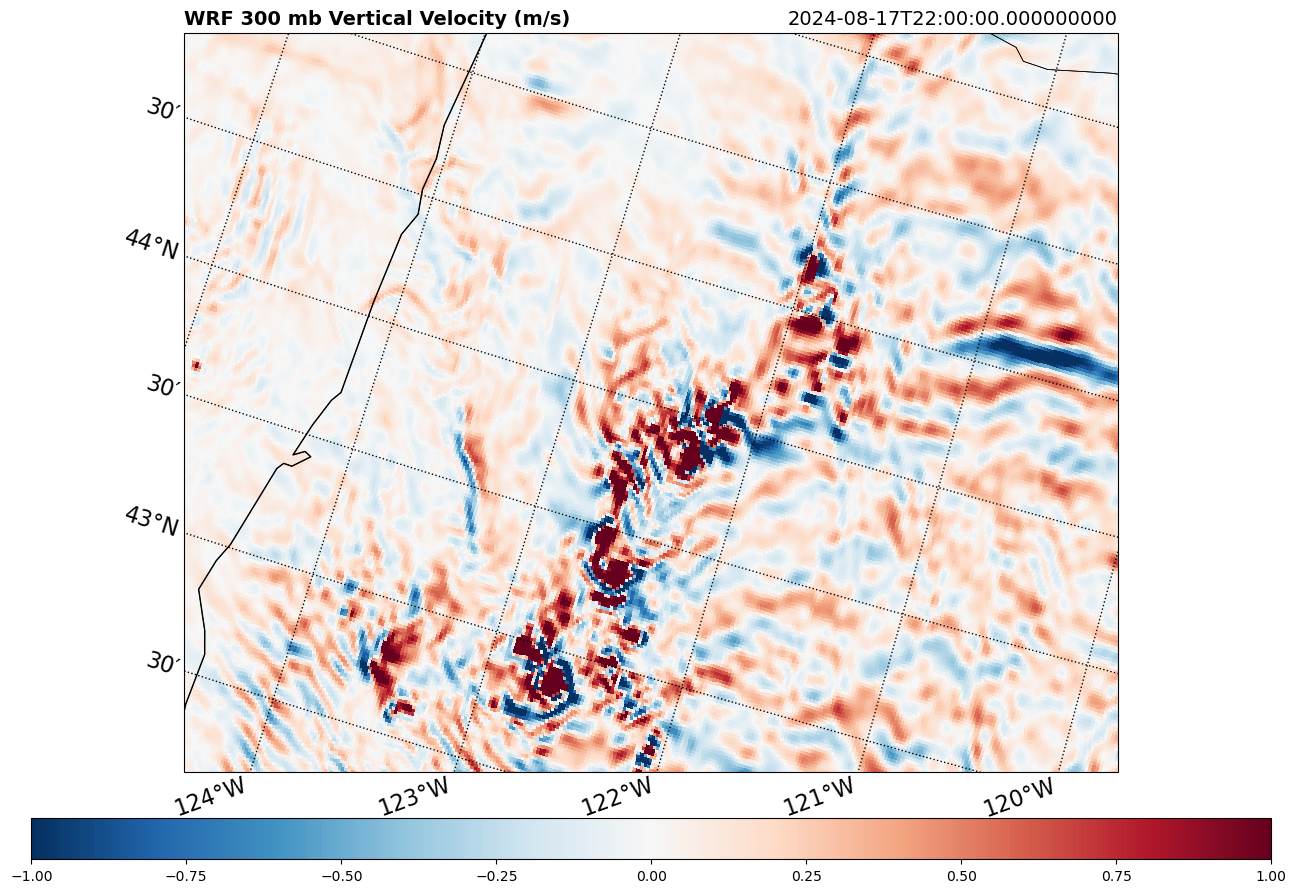 WRF 300 mb Vertical Velocity (m/s) 2024-08-17T22:00:00.000000000
30′
44°N
30′
43°N
30′
124°W 123°W 122°W 121°W 120°W
−1.00 −0.75 −0.50 −0.25 0.00 0.25 0.50 0.75 1.00